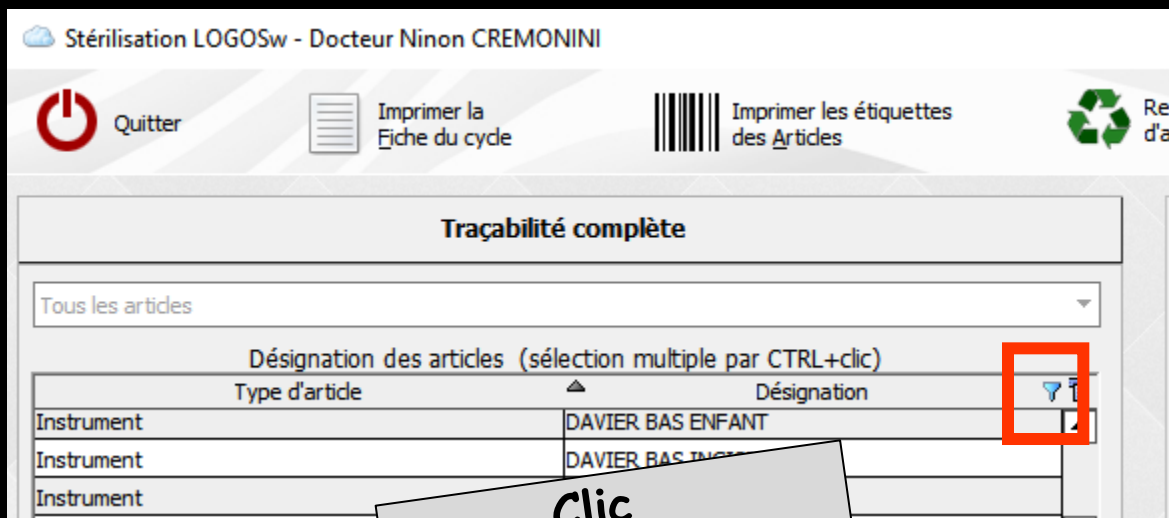 Stérilisation LOGOSw - Docteur Ninon CREMONINI
Quitter
Imprimer la
Fiche du cycle
Imprimer les étiquettes
des Articles
Traçabilité complète
Tous les articles
Désignation des articles (sélection multiple par CTRL+clic)
Type d'article Désignation
Instrument DAVIER BAS ENFANT
Instrument DAVIER BAS
Instrument
Clic